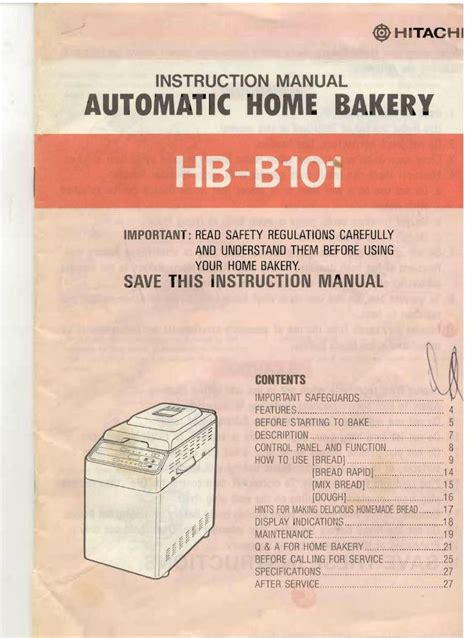 HITACHI
INSTRUCTION MANUAL
AUTOMATIC HOME BAKERY
HB-B101
IMPORTANT: READ SAFETY REGULATIONS CAREFULLY
AND UNDERSTAND THEM BEFORE USING
YOUR HOME BAKERY.
SAVE THIS INSTRUCTION MANUAL
CONTENTS
IMPORTANT SAFEGUARDS
FEATURES 4
BEFORE STARTING TO BAKE 5
DESCRIPTION 7
CONTROL PANEL AND FUNCTION 8
HOW TO USE [BREAD] 9
[BREAD RAPID] 14
[MIX BREAD] 15
[DOUGH] 16
HINTS FOR MAKING DELICIOUS HOMEMADE BREAD 17
DISPLAY INDICATIONS 18
MAINTENANCE 19
Q & A FOR HOME BAKERY 21
BEFORE CALLING FOR SERVICE 25
SPECIFICATIONS 27
AFTER SERVICE 27